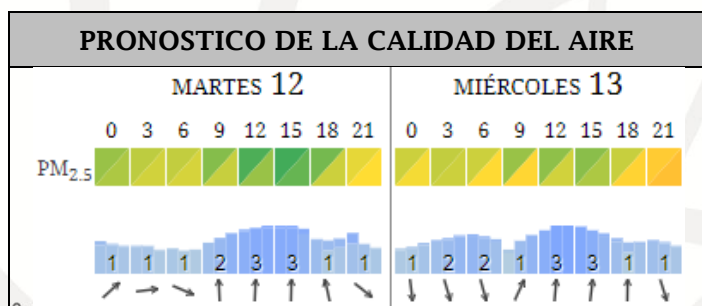 PRONOSTICO DE LA CALIDAD DEL AIRE
MARTES 12 MIÉRCOLES 13
0 3 6 9 12 15 18 21 0 3 6 9 12 15 18 21
PM2.5
1 1 1 2 3 3 1 1 1 2 2 1 3 3 1 1